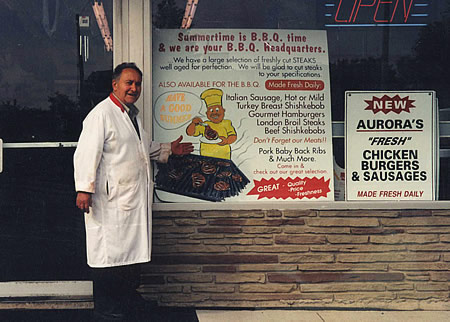 OPEN
Summertime is B.B.Q. time
& we are your B.B.Q. headquarters.
We have a large selection of freshly cut STEAKS
well aged for perfection. We will be glad to cut steaks
to your specifications.
ALSO AVAILABLE FOR THE B.B.Q. Made Fresh Daily!
HAVE
A GOOD
Italian Sausage, Hot or Mild
Turkey Breast Shishkebob
Gourmet Hamburgers
London Broil Steaks
Beef Shishkebobs
Don't Forget our Meats!!
Pork Baby Back Ribs
& Much More.
Come in &
check out our great selection.
GREAT - Quality
- Price
- Freshness
NEW
AURORA'S
"FRESH"
CHICKEN
BURGERS
& SAUSAGES
MADE FRESH DAILY